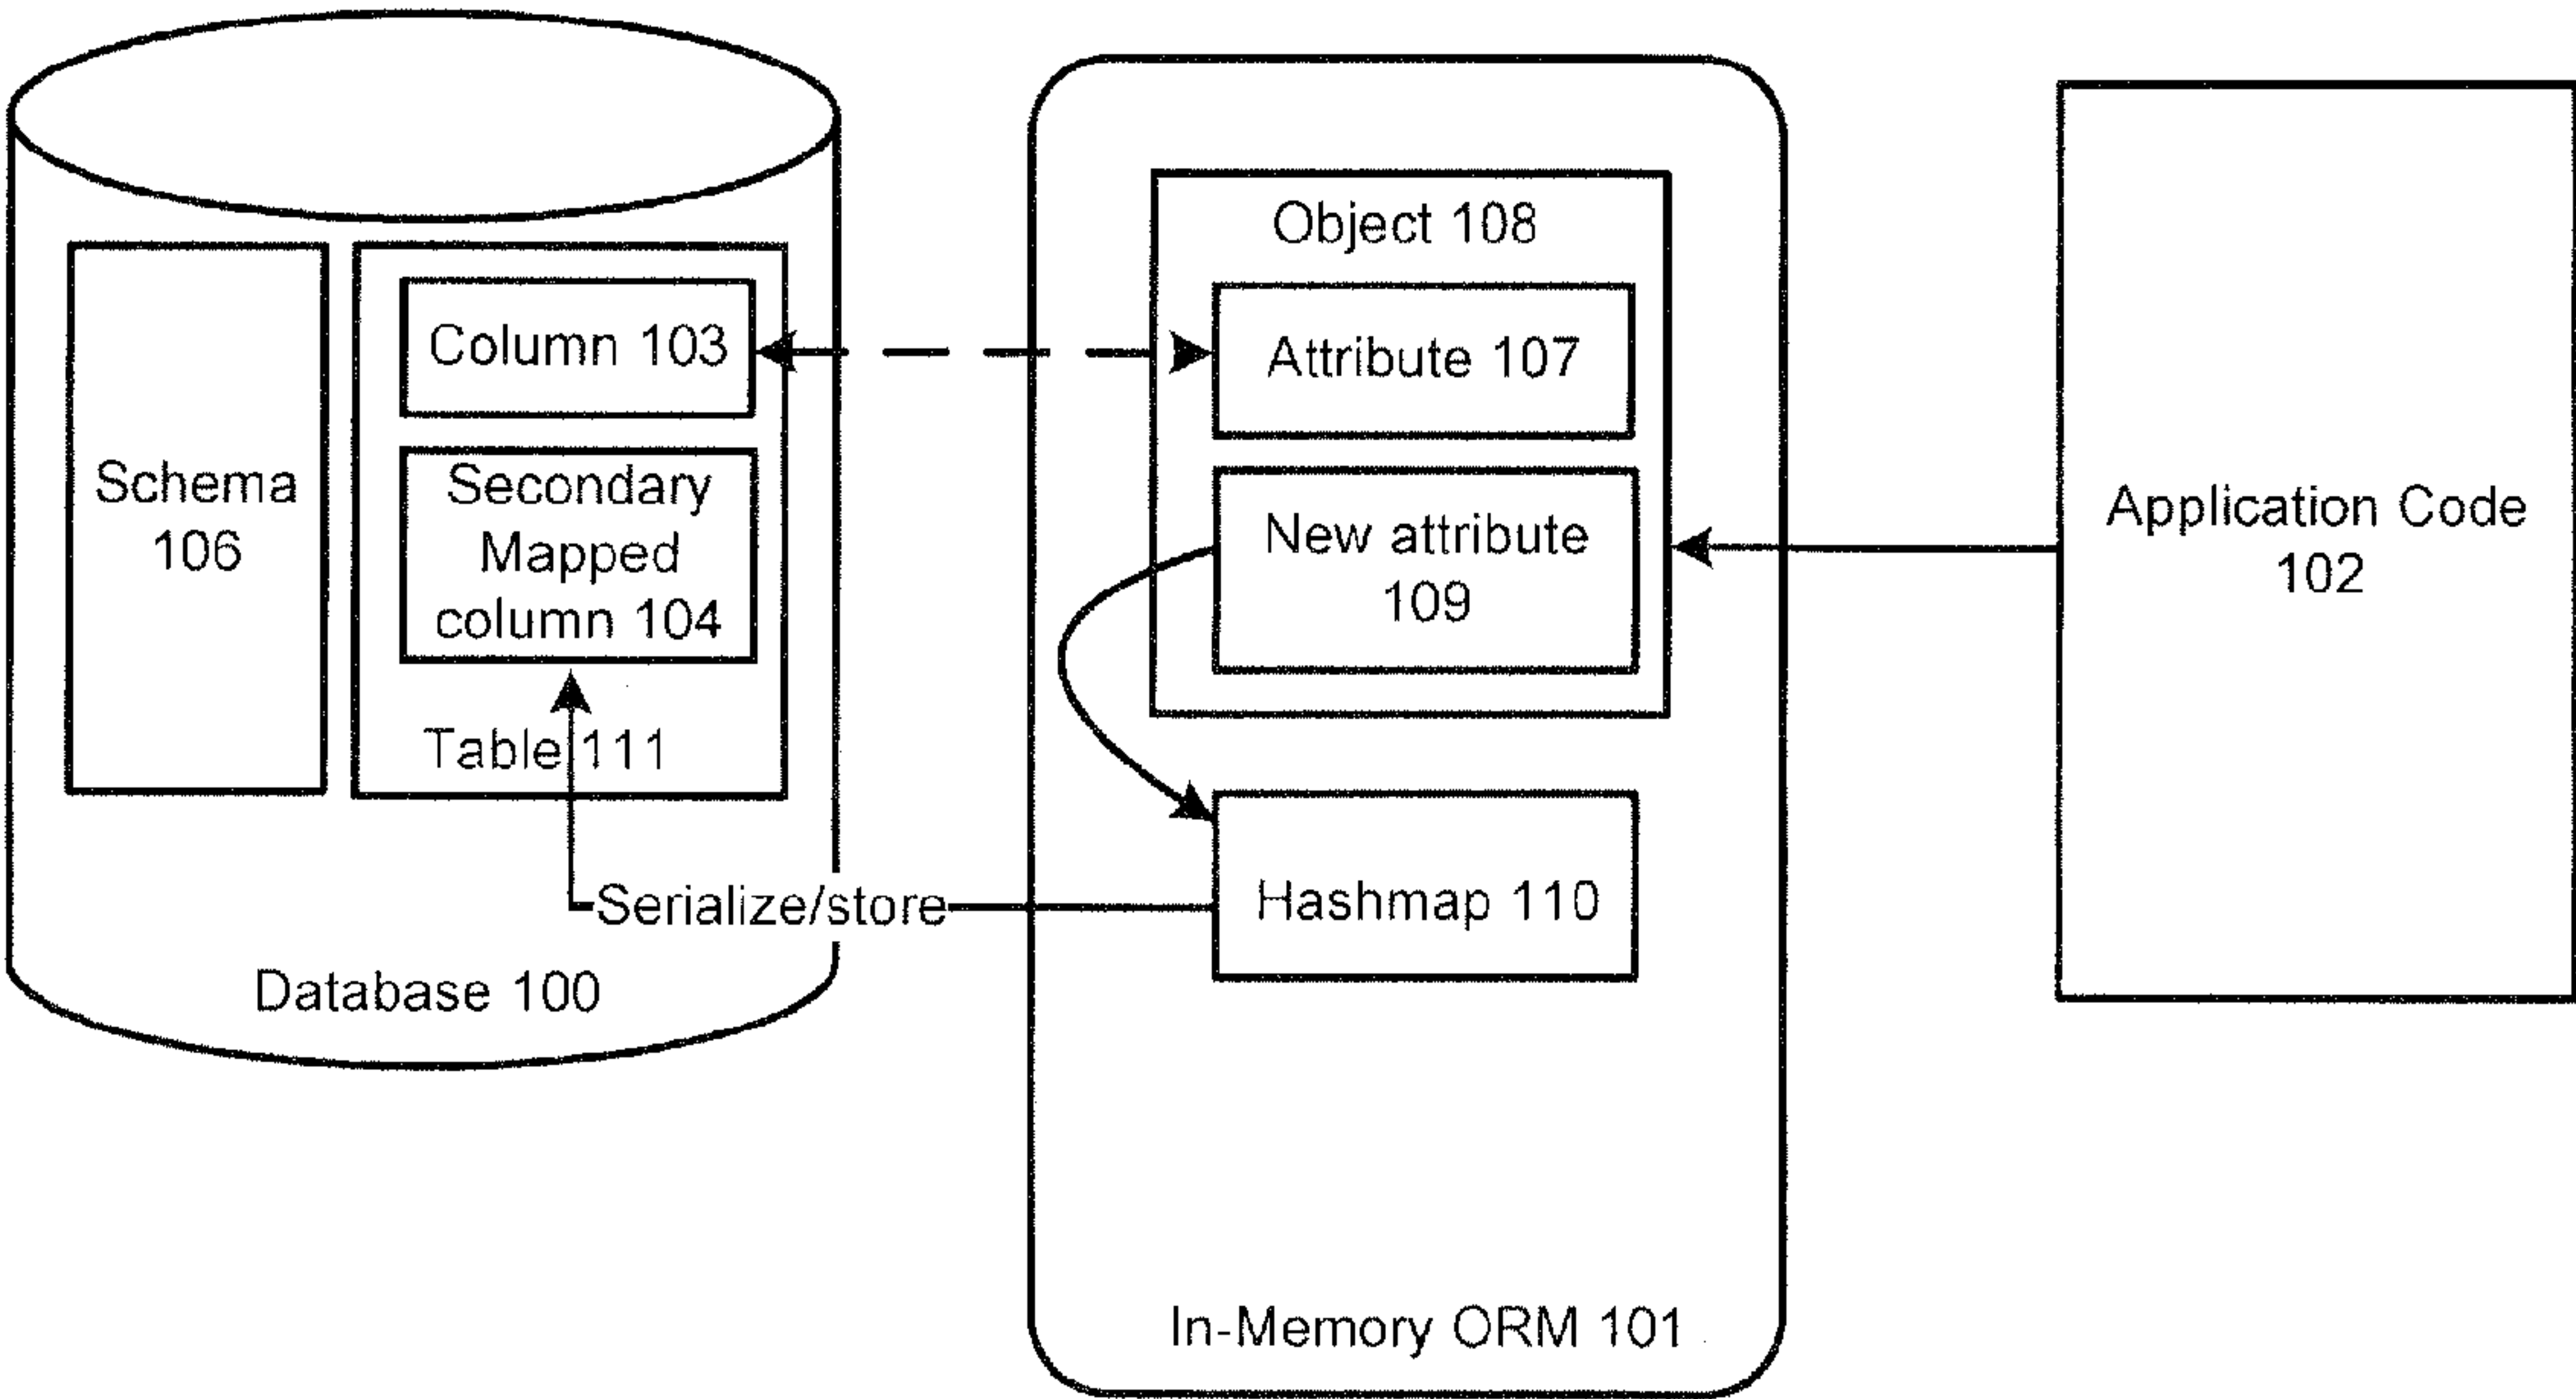 Object 108
Column 103
Attribute 107
Schema
106
Secondary
Mapped
column 104
New attribute
109
Application Code
102
Table 111
Serialize/store
Hashmap 110
Database 100
In-Memory ORM 101